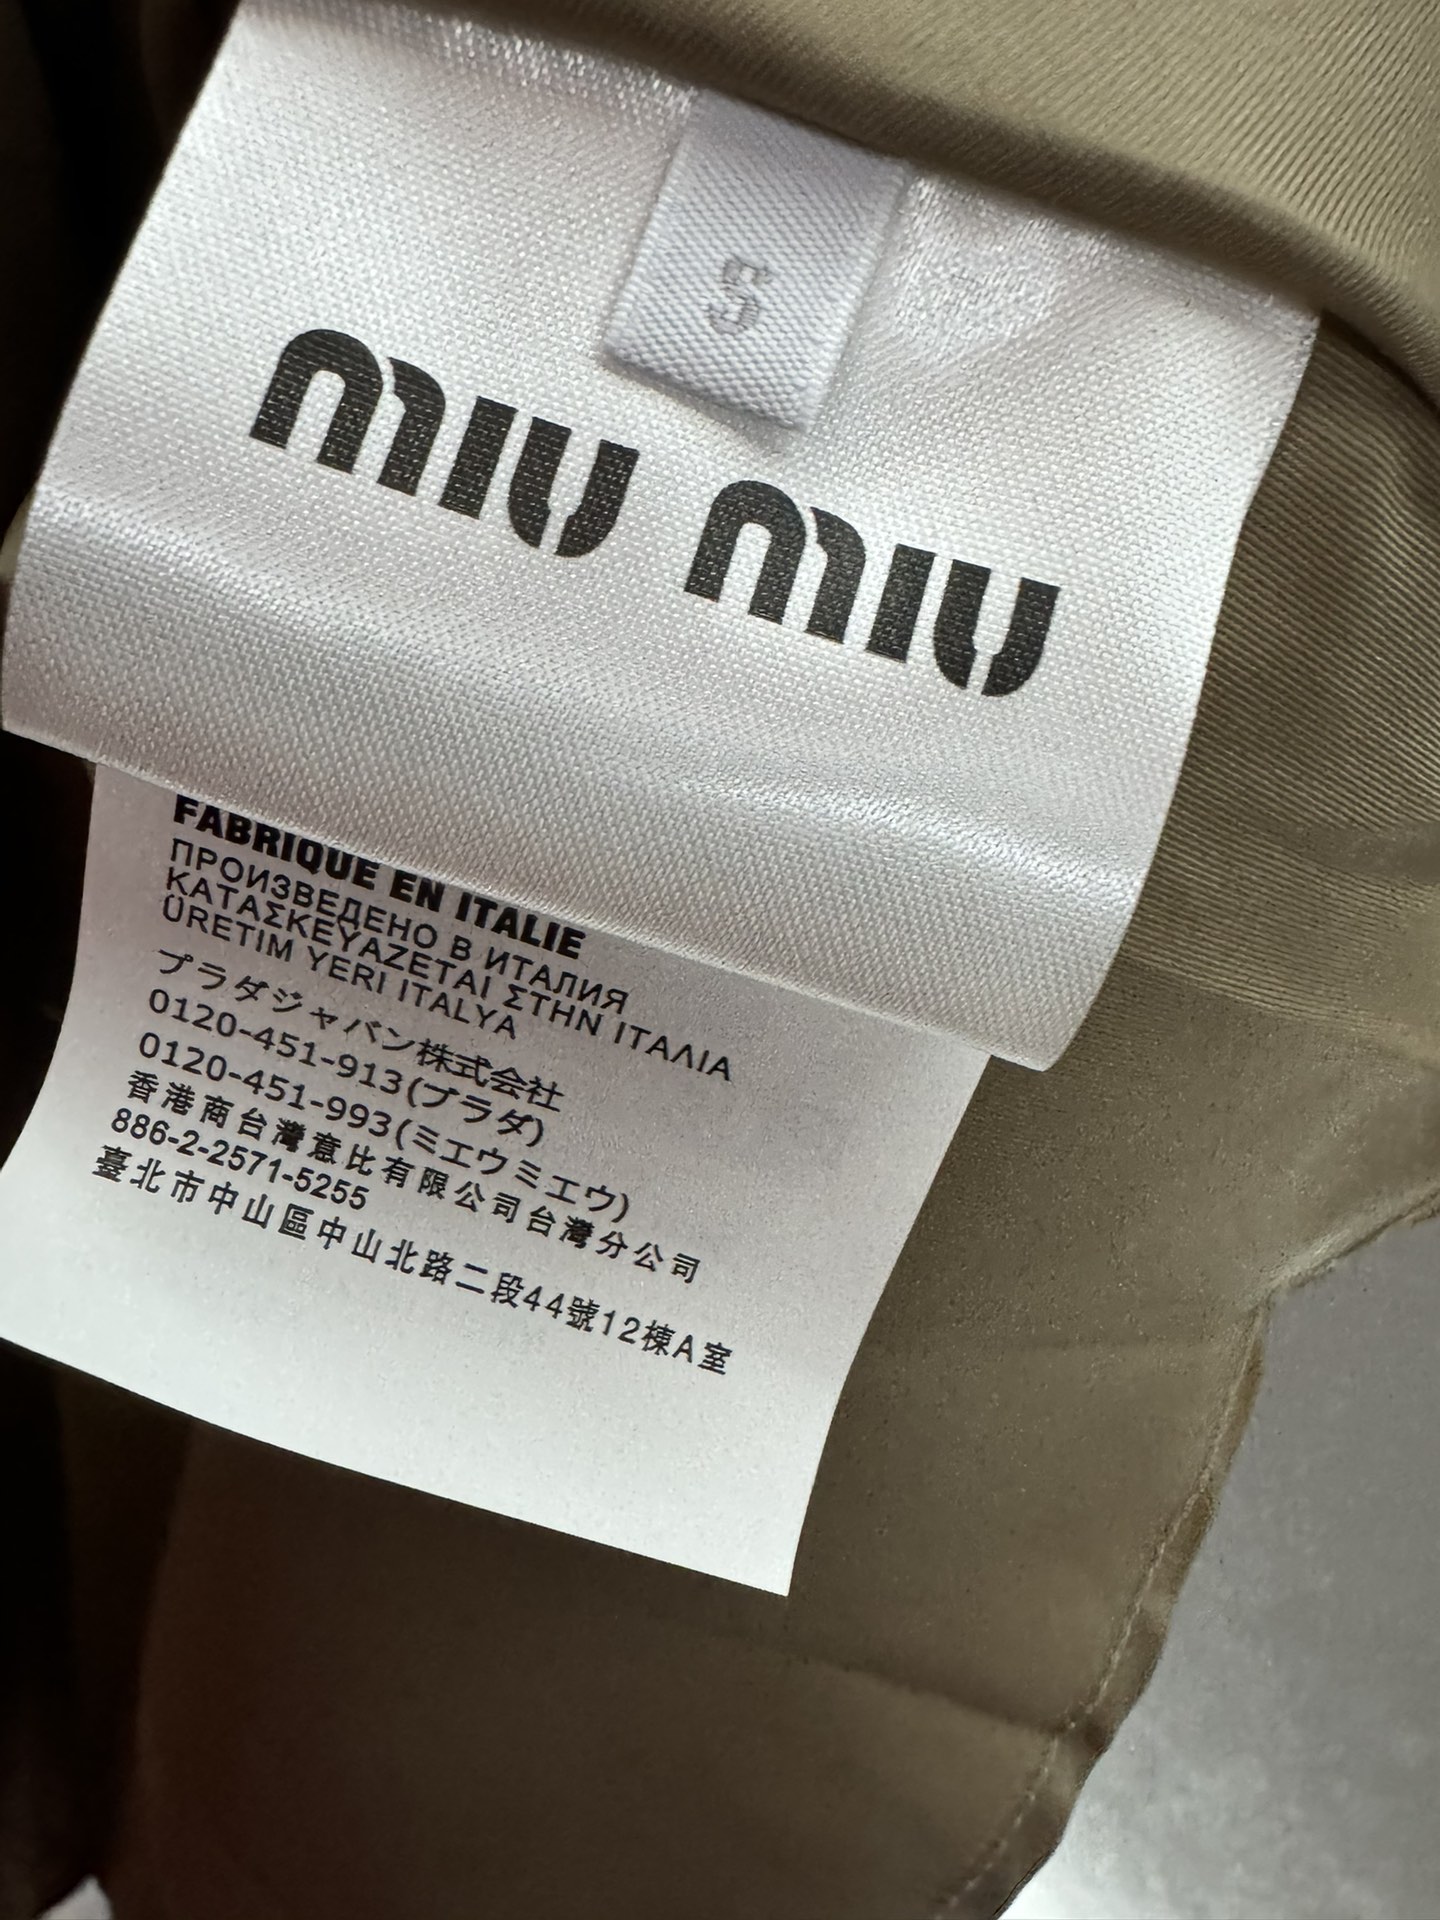 S
miu miu
FABRIQUÉ EN ITALIE
ПРОИЗВЕДЕНО В ИТАЛИЯ
ΚΑΤΑΣΚΕΥΑΖΕΤΑΙ ΣΤΗΝ ΙΤΑΛΙΑ
ÜRETIM YERI ITALYA
プラダジャパン株式会社
0120-451-913(プラダ)
0120-451-993(ミエウミエウ)
香港商台灣意比有限公司台灣分公司
886-2-2571-5255
臺北市中山區中山北路二段44號12棟A室